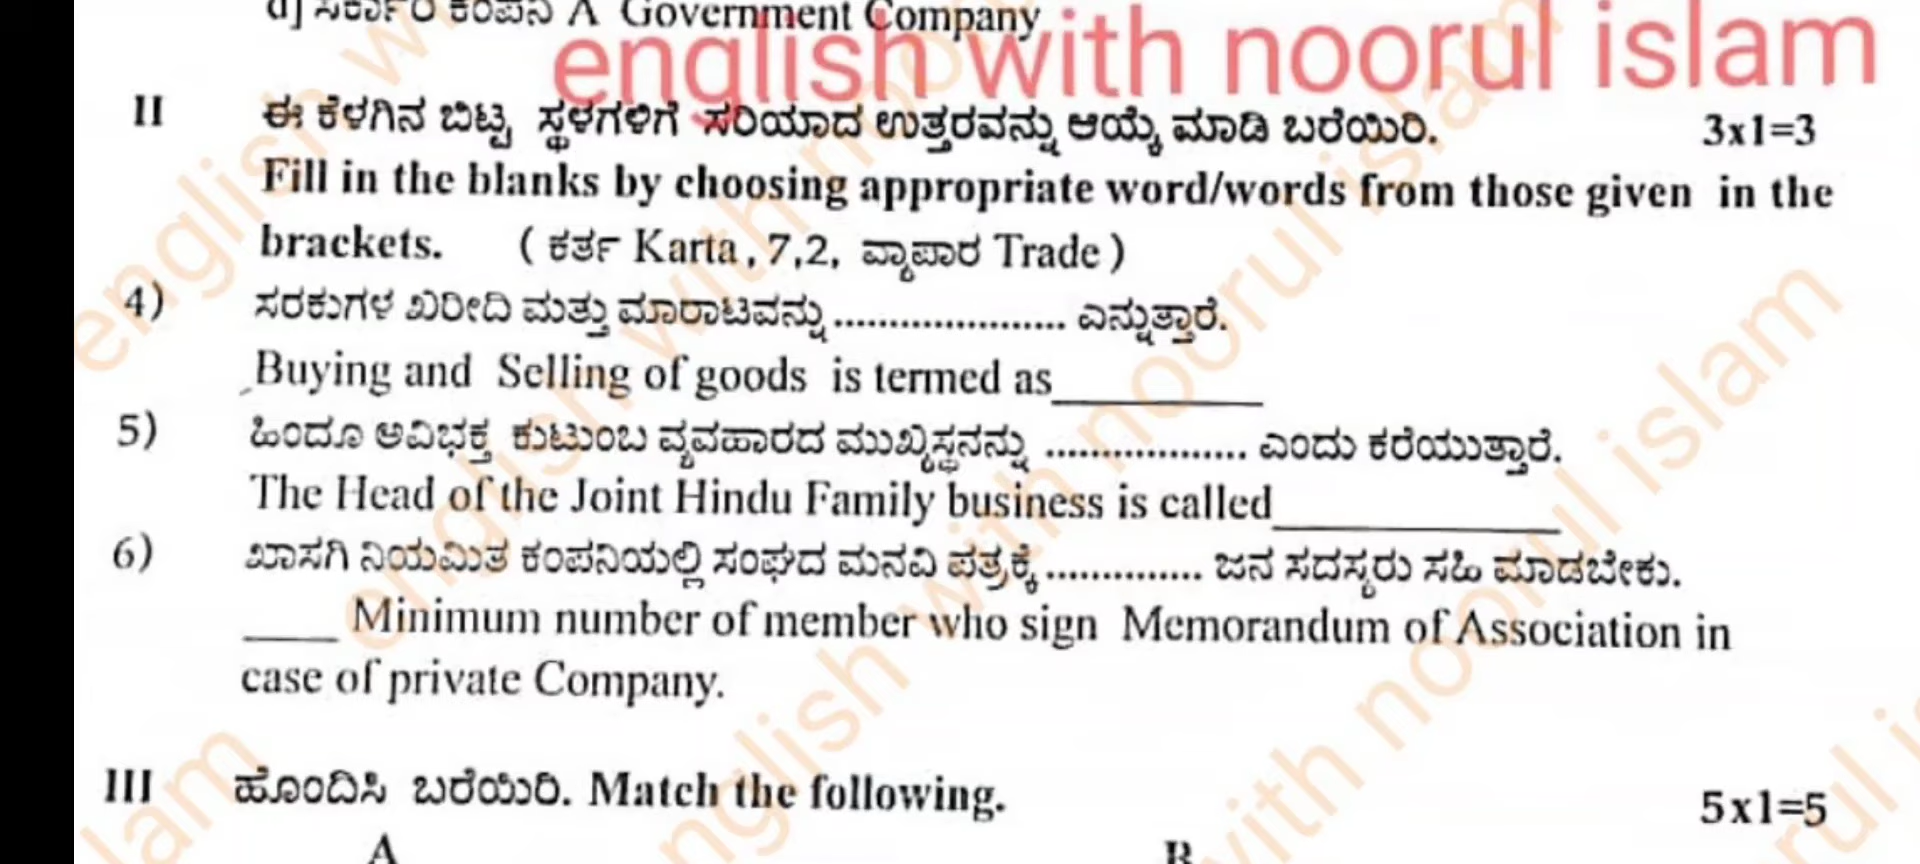 d] ಸರ್ಕಾರಿ ಕಂಪನಿ A Government Company
english with noorul islam
II ಈ ಕೆಳಗಿನ ಬಿಟ್ಟ ಸ್ಥಳಗಳಿಗೆ ಸರಿಯಾದ ಉತ್ತರವನ್ನು ಆಯ್ಕೆ ಮಾಡಿ ಬರೆಯಿರಿ. 3x1=3
Fill in the blanks by choosing appropriate word/words from those given in the
brackets. ( ಕರ್ತ Karta , 7,2, ವ್ಯಾಪಾರ Trade )
4) ಸರಕುಗಳ ಖರೀದಿ ಮತ್ತು ಮಾರಾಟವನ್ನು ..................... ಎನ್ನುತ್ತಾರೆ.
Buying and Selling of goods is termed as__________
5) ಹಿಂದೂ ಅವಿಭಕ್ತ ಕುಟುಂಬ ವ್ಯವಹಾರದ ಮುಖ್ಯಸ್ಥನನ್ನು .................. ಎಂದು ಕರೆಯುತ್ತಾರೆ.
The Head of the Joint Hindu Family business is called______________
6) ಖಾಸಗಿ ನಿಯಮಿತ ಕಂಪನಿಯಲ್ಲಿ ಸಂಘದ ಮನವಿ ಪತ್ರಕ್ಕೆ .............. ಜನ ಸದಸ್ಯರು ಸಹಿ ಮಾಡಬೇಕು.
____ Minimum number of member who sign Memorandum of Association in
case of private Company.
III ಹೊಂದಿಸಿ ಬರೆಯಿರಿ. Match the following. 5x1=5
A B